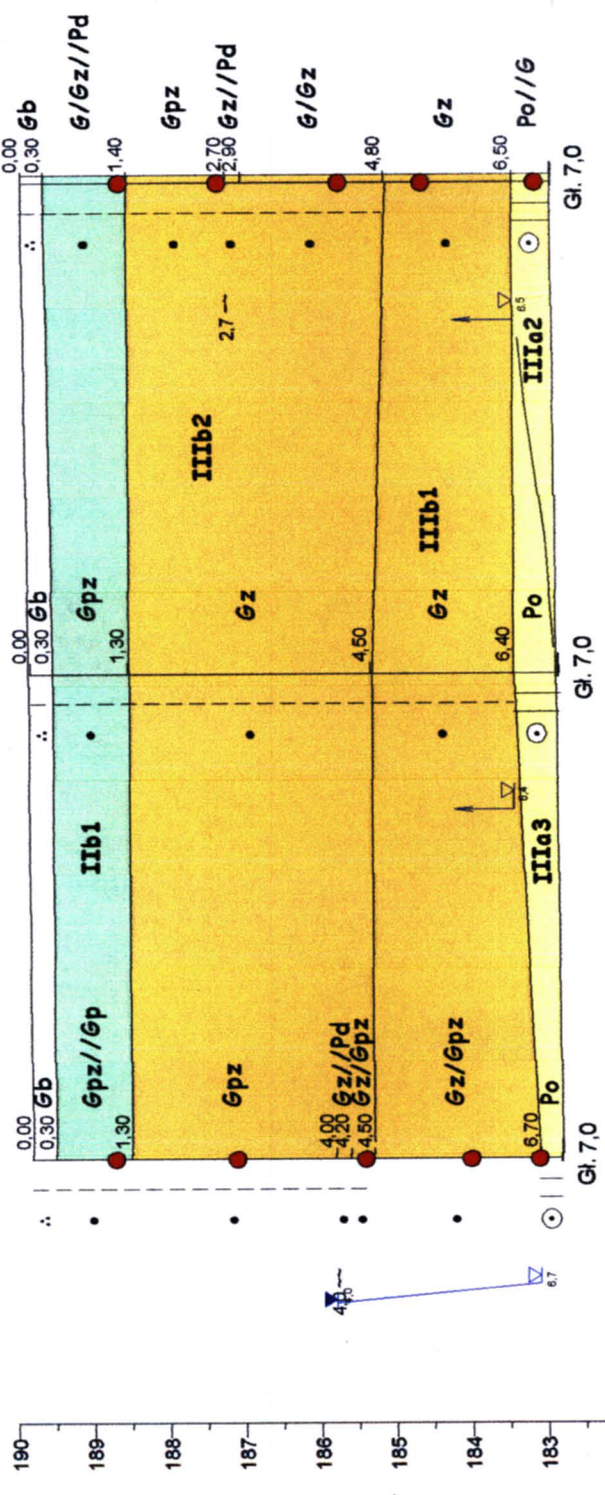 190
189
188
187
186
185
184
183
4,0
6,7
0,00
0,30
Gb
Gpz//Gp
1,30
Gpz
4,00
4,20
Gz//Pd
4,50
Gz/Gpz
Gz/Gpz
6,70
Po
Gł. 7,0
IIb1
IIIa3
6,4
0,00
0,30
Gb
Gpz
1,30
Gz
4,50
Gz
6,40
Po
Gł. 7,0
IIIb2
IIIb1
IIIa2
2,7
6,5
0,00
0,30
Gb
G/Gz//Pd
1,40
Gpz
2,70
Gz//Pd
2,90
G/Gz
4,80
Gz
6,50
Po//G
Gł. 7,0